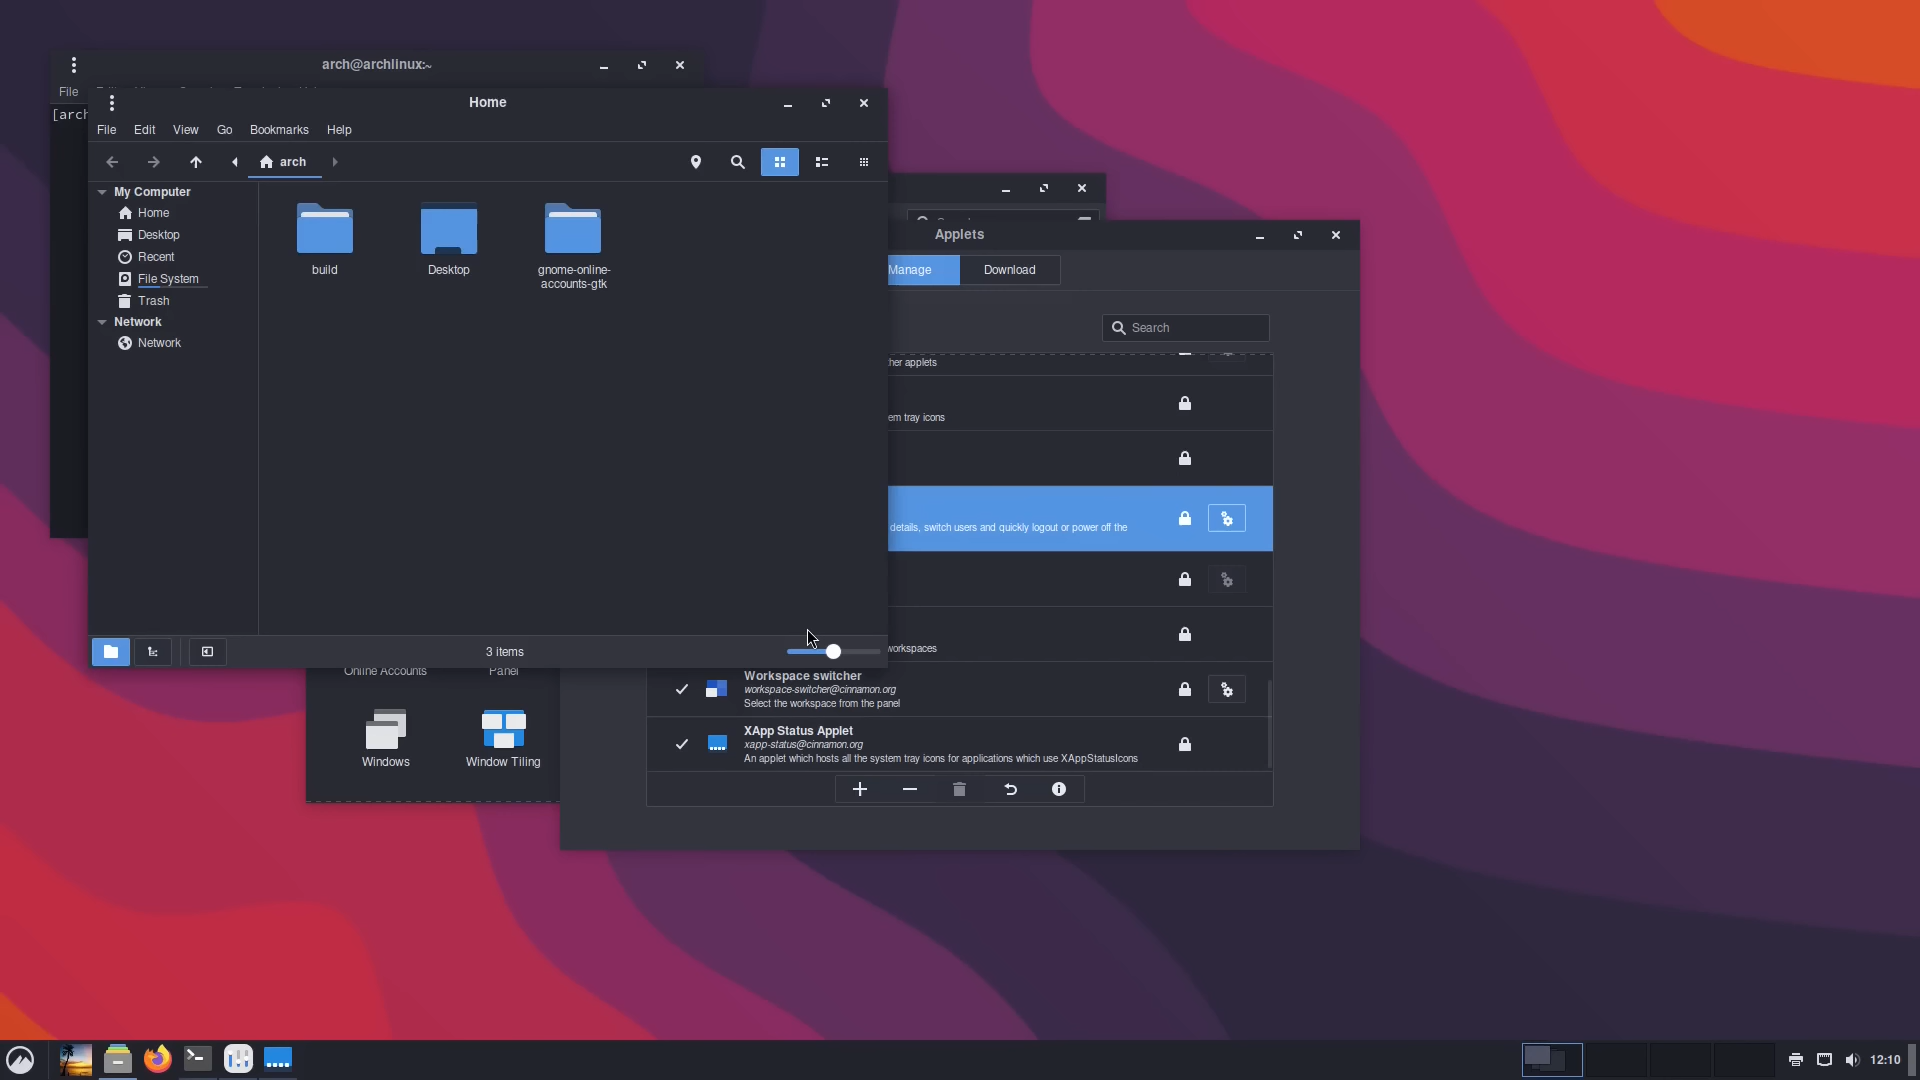 arch@archlinux:~
File
[arch
Home
File Edit View Go Bookmarks Help
arch
My Computer
Home
Desktop
Recent
File System
Trash
Network
Network
build
Desktop
gnome-online-
accounts-gtk
3 items
Applets
Manage
Download
Search
her applets
em tray icons
details, switch users and quickly logout or power off the
workspaces
Workspace switcher
workspace-switcher@cinnamon.org
Select the workspace from the panel
XApp Status Applet
xapp-status@cinnamon.org
An applet which hosts all the system tray icons for applications which use XAppStatusIcons
Online Accounts
Panel
Windows
Window Tiling
12:10